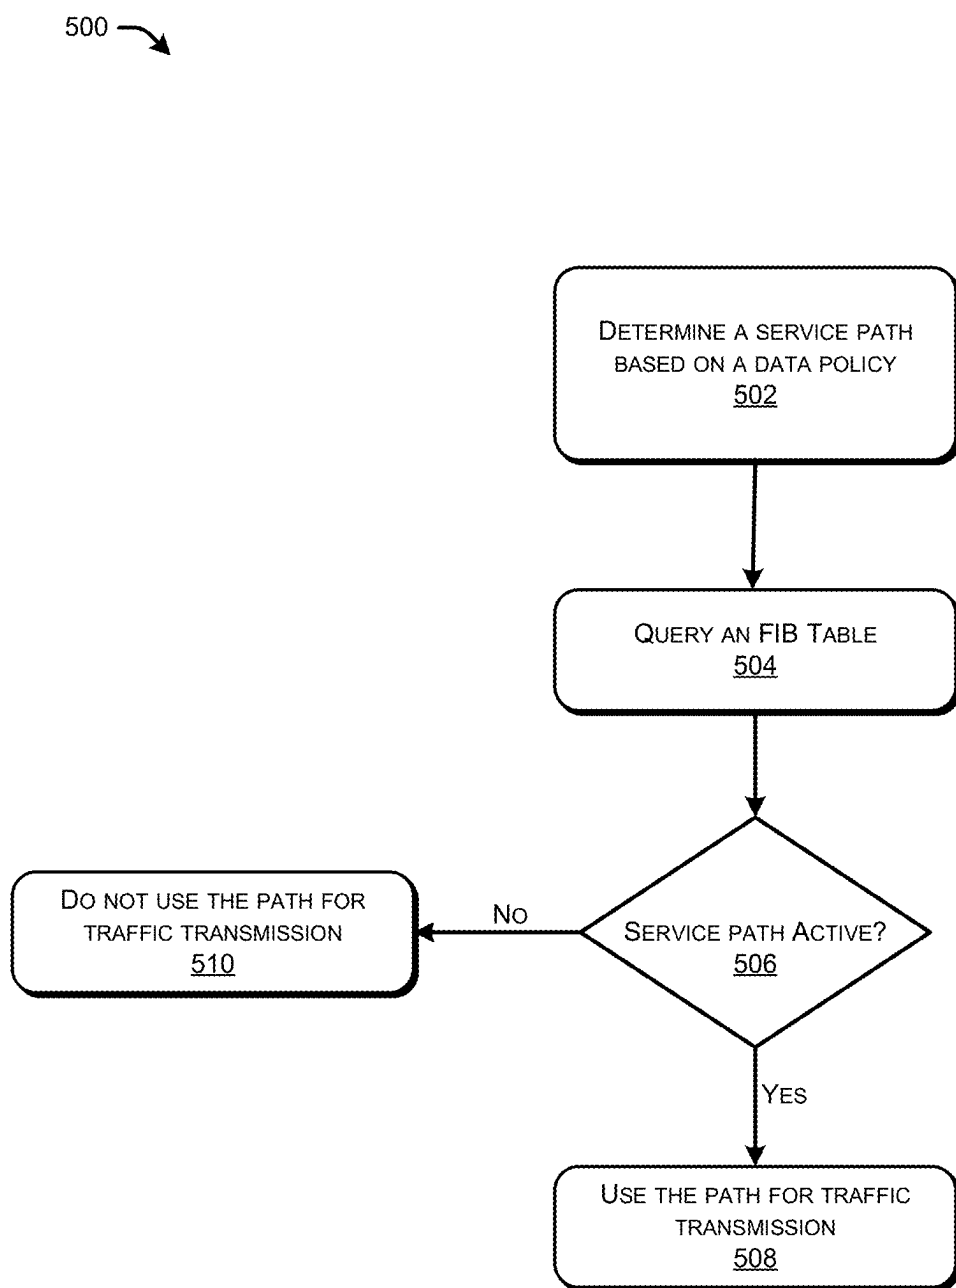 500
DETERMINE A SERVICE PATH
BASED ON A DATA POLICY
502
QUERY AN FIB TABLE
504
DO NOT USE THE PATH FOR
TRAFFIC TRANSMISSION
510
NO
SERVICE PATH ACTIVE?
506
YES
USE THE PATH FOR TRAFFIC
TRANSMISSION
508